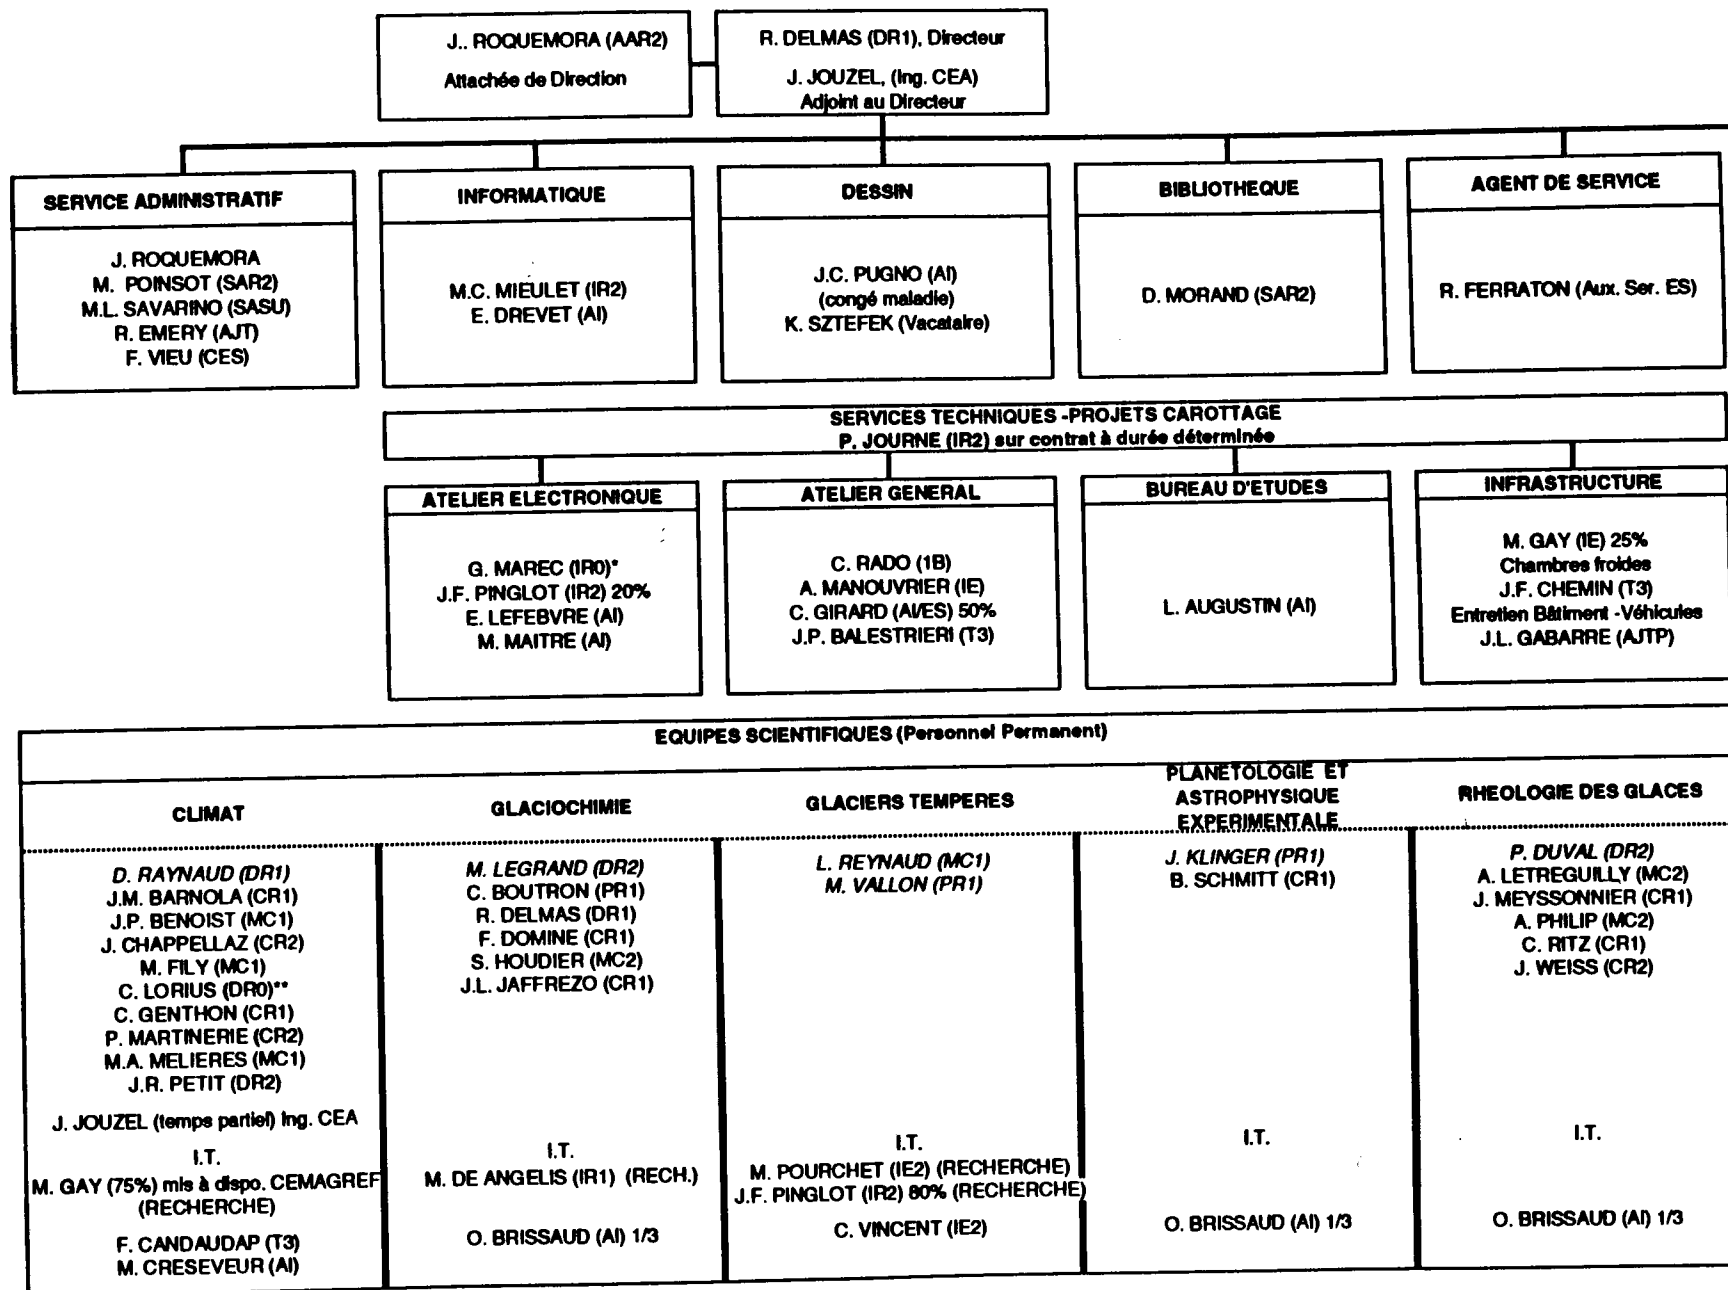 J.. ROQUEMORA (AAR2)
Attachée de Direction
R. DELMAS (DR1), Directeur
J. JOUZEL, (Ing. CEA)
Adjoint au Directeur
SERVICE ADMINISTRATIF
J. ROQUEMORA
M. POINSOT (SAR2)
M.L. SAVARINO (SASU)
R. EMERY (AJT)
F. VIEU (CES)
INFORMATIQUE
M.C. MIEULET (IR2)
E. DREVET (AI)
DESSIN
J.C. PUGNO (AI)
(congé maladie)
K. SZTEFEK (Vacataire)
BIBLIOTHEQUE
D. MORAND (SAR2)
AGENT DE SERVICE
R. FERRATON (Aux. Ser. ES)
SERVICES TECHNIQUES -PROJETS CAROTTAGE
P. JOURNE (IR2) sur contrat à durée déterminée
ATELIER ELECTRONIQUE
G. MAREC (IR0)*
J.F. PINGLOT (IR2) 20%
E. LEFEBVRE (AI)
M. MAITRE (AI)
ATELIER GENERAL
C. RADO (1B)
A. MANOUVRIER (IE)
C. GIRARD (AI/ES) 50%
J.P. BALESTRIERI (T3)
BUREAU D'ETUDES
L. AUGUSTIN (AI)
INFRASTRUCTURE
M. GAY (IE) 25%
Chambres froides
J.F. CHEMIN (T3)
Entretien Bâtiment -Véhicules
J.L. GABARRE (AJTP)
EQUIPES SCIENTIFIQUES (Personnel Permanent)
CLIMAT
D. RAYNAUD (DR1)
J.M. BARNOLA (CR1)
J.P. BENOIST (MC1)
J. CHAPPELLAZ (CR2)
M. FILY (MC1)
C. LORIUS (DR0)**
C. GENTHON (CR1)
P. MARTINERIE (CR2)
M.A. MELIERES (MC1)
J.R. PETIT (DR2)
J. JOUZEL (temps partiel) Ing. CEA
I.T.
M. GAY (75%) mis à dispo. CEMAGREF
(RECHERCHE)
F. CANDAUDAP (T3)
M. CRESEVEUR (AI)
GLACIOCHIMIE
M. LEGRAND (DR2)
C. BOUTRON (PR1)
R. DELMAS (DR1)
F. DOMINE (CR1)
S. HOUDIER (MC2)
J.L. JAFFREZO (CR1)
I.T.
M. DE ANGELIS (IR1) (RECH.)
O. BRISSAUD (AI) 1/3
GLACIERS TEMPERES
L. REYNAUD (MC1)
M. VALLON (PR1)
I.T.
M. POURCHET (IE2) (RECHERCHE)
J.F. PINGLOT (IR2) 80% (RECHERCHE)
C. VINCENT (IE2)
PLANETOLOGIE ET
ASTROPHYSIQUE
EXPERIMENTALE
J. KLINGER (PR1)
B. SCHMITT (CR1)
I.T.
O. BRISSAUD (AI) 1/3
RHEOLOGIE DES GLACES
P. DUVAL (DR2)
A. LETREGUILLY (MC2)
J. MEYSSONNIER (CR1)
A. PHILIP (MC2)
C. RITZ (CR1)
J. WEISS (CR2)
I.T.
O. BRISSAUD (AI) 1/3